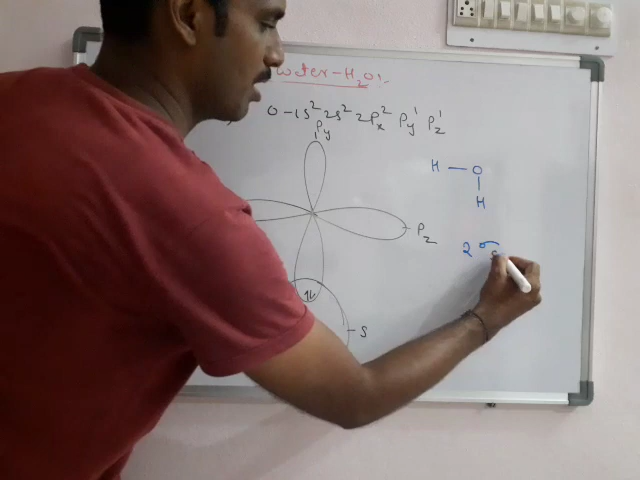 water-H₂O:-
O - 1s² 2s² 2Px² Py¹ Pz¹
Py
H — O
H
Pz
2 σ s
⇅
S